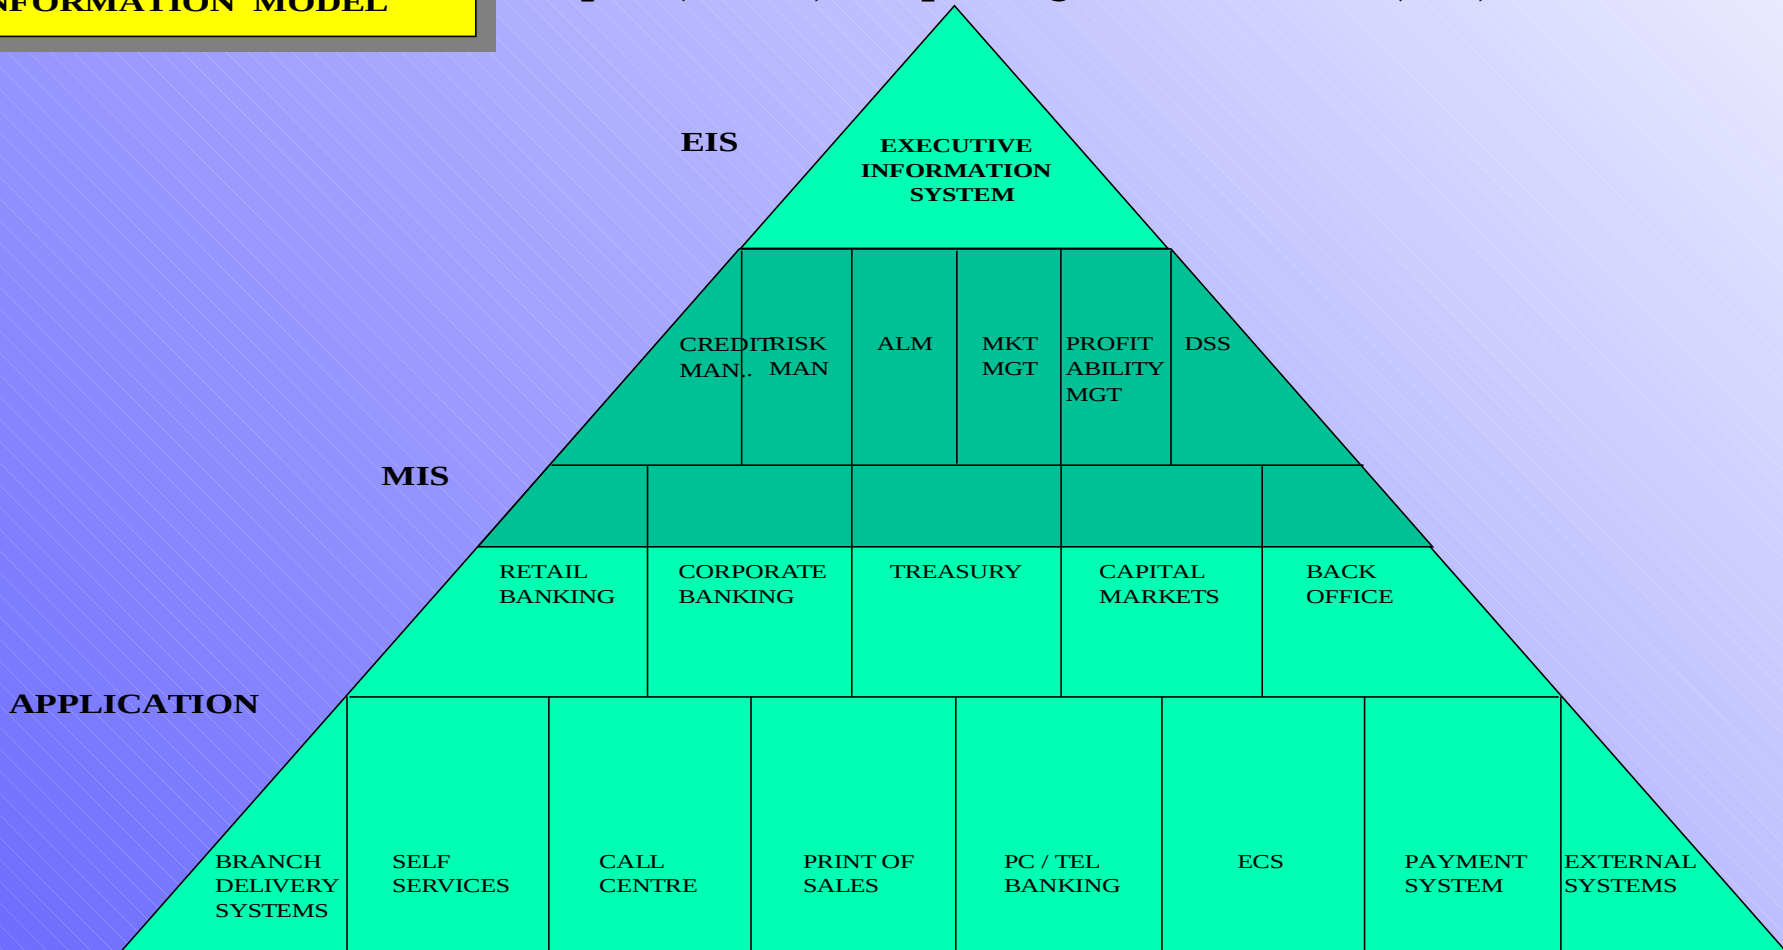 INFORMATION MODEL
EIS
EXECUTIVE
INFORMATION
SYSTEM
CREDIT
MAN..
RISK
MAN
ALM
MKT
MGT
PROFIT
ABILITY
MGT
DSS
MIS
RETAIL
BANKING
CORPORATE
BANKING
TREASURY
CAPITAL
MARKETS
BACK
OFFICE
APPLICATION
BRANCH
DELIVERY
SYSTEMS
SELF
SERVICES
CALL
CENTRE
PRINT OF
SALES
PC / TEL
BANKING
ECS
PAYMENT
SYSTEM
EXTERNAL
SYSTEMS